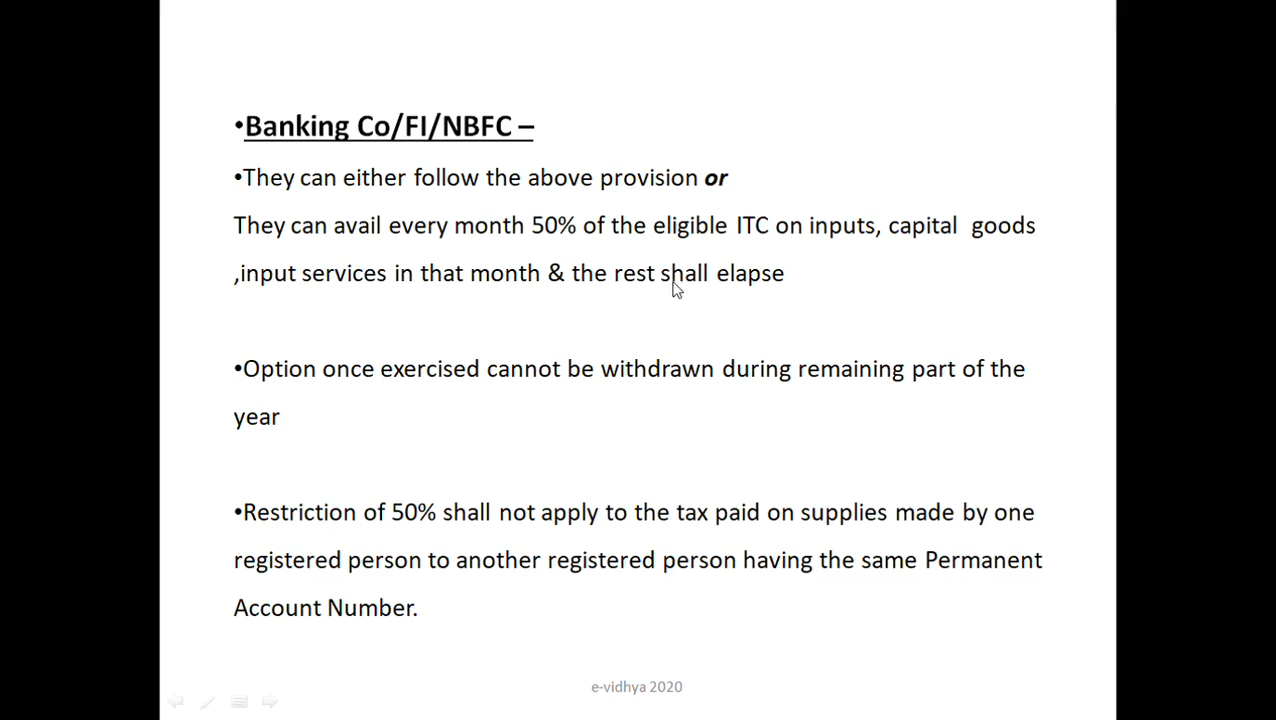 •Banking Co/FI/NBFC –
•They can either follow the above provision or
They can avail every month 50% of the eligible ITC on inputs, capital goods
,input services in that month & the rest shall elapse
•Option once exercised cannot be withdrawn during remaining part of the
year
•Restriction of 50% shall not apply to the tax paid on supplies made by one
registered person to another registered person having the same Permanent
Account Number.
e-vidhya 2020